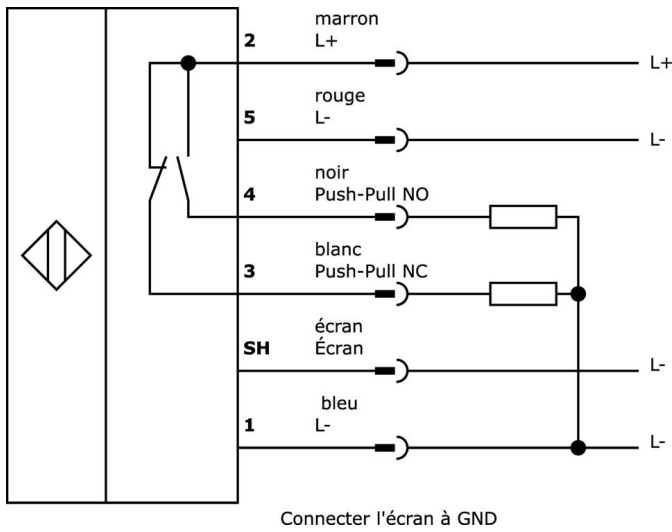 marron
2 L+
L+
rouge
5 L-
L-
noir
4 Push-Pull NO
blanc
3 Push-Pull NC
écran
SH Écran
L-
bleu
1 L-
L-
Connecter l'écran à GND